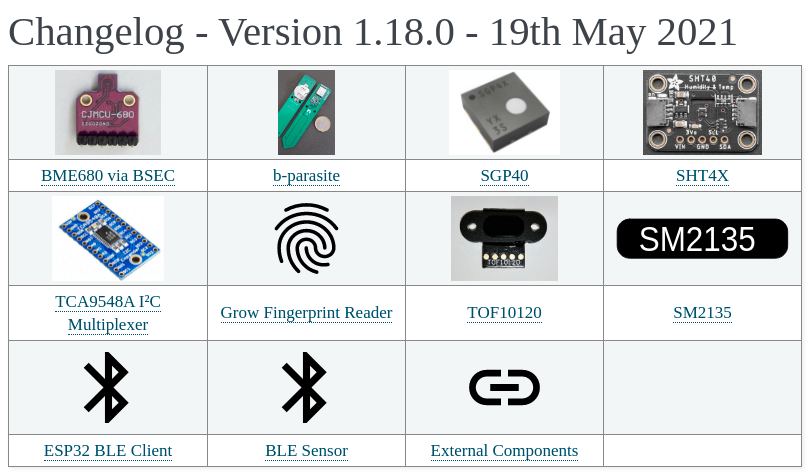 Changelog - Version 1.18.0 - 19th May 2021
CJMCU-680
SGP4X
YX
3S
SHT40
Humidity & Temp
3Vo SCL
VIN GND SDA
BME680 via BSEC
b-parasite
SGP40
SHT4X
TOF10120
SM2135
TCA9548A I²C
Multiplexer
Grow Fingerprint Reader
TOF10120
SM2135
ESP32 BLE Client
BLE Sensor
External Components